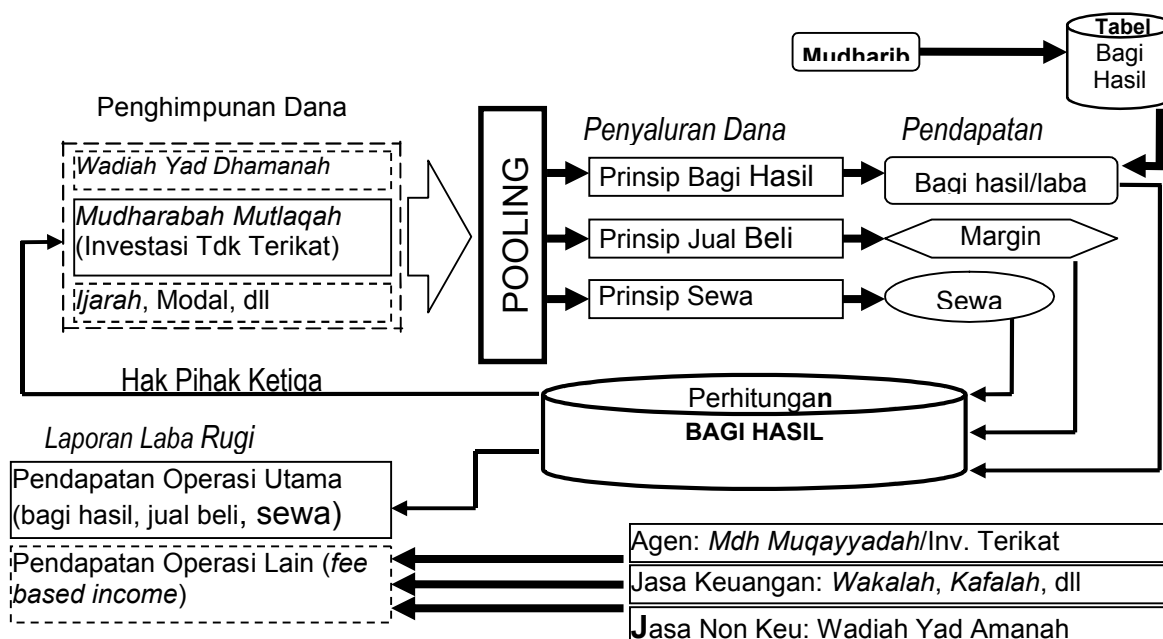 Tabel
Bagi
Hasil
Mudharib
Penghimpunan Dana
Wadiah Yad Dhamanah
Mudharabah Mutlaqah
(Investasi Tdk Terikat)
Ijarah, Modal, dll
POOLING
Penyaluran Dana
Prinsip Bagi Hasil
Prinsip Jual Beli
Prinsip Sewa
Pendapatan
Bagi hasil/laba
Margin
Sewa
Hak Pihak Ketiga
Perhitungan
BAGI HASIL
Laporan Laba Rugi
Pendapatan Operasi Utama
(bagi hasil, jual beli, sewa)
Pendapatan Operasi Lain (fee
based income)
Agen: Mdh Muqayyadah/Inv. Terikat
Jasa Keuangan: Wakalah, Kafalah, dll
Jasa Non Keu: Wadiah Yad Amanah